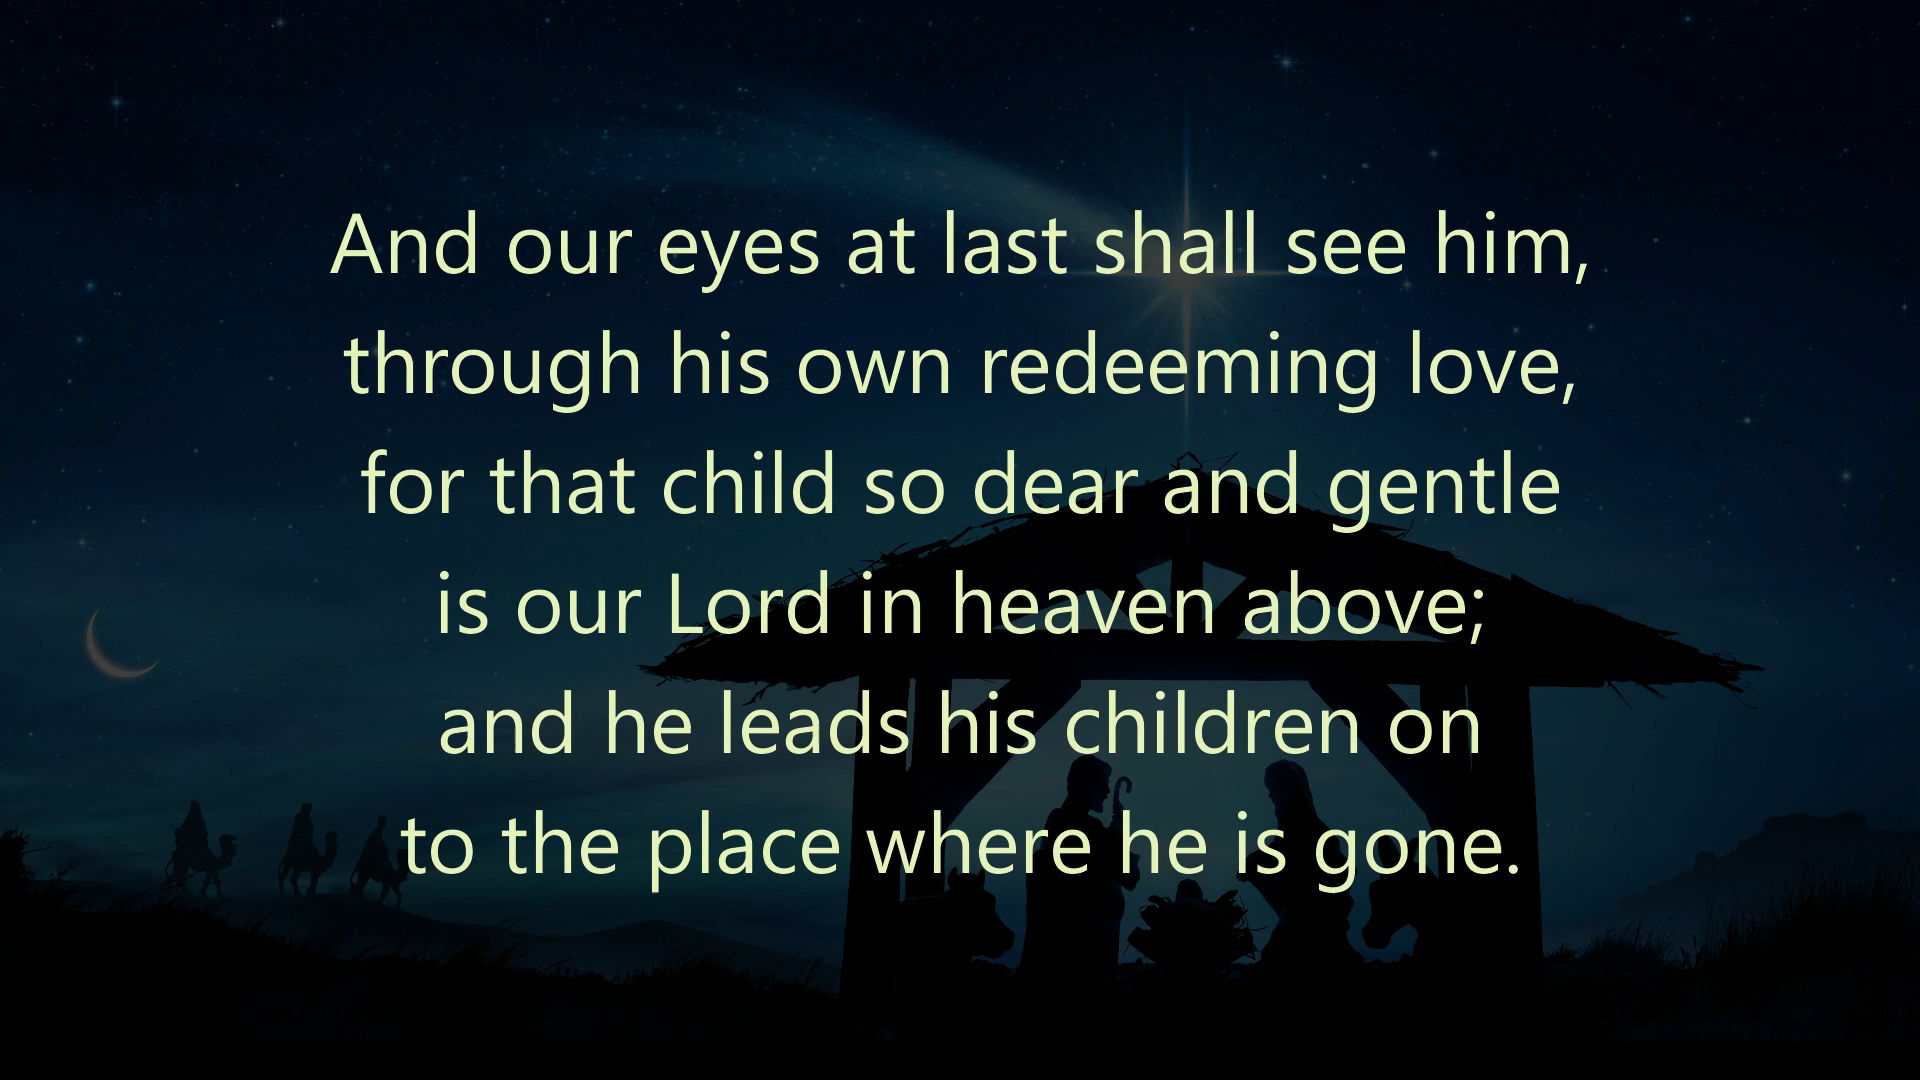 And our eyes at last shall see him,
through his own redeeming love,
for that child so dear and gentle
is our Lord in heaven above;
and he leads his children on
to the place where he is gone.